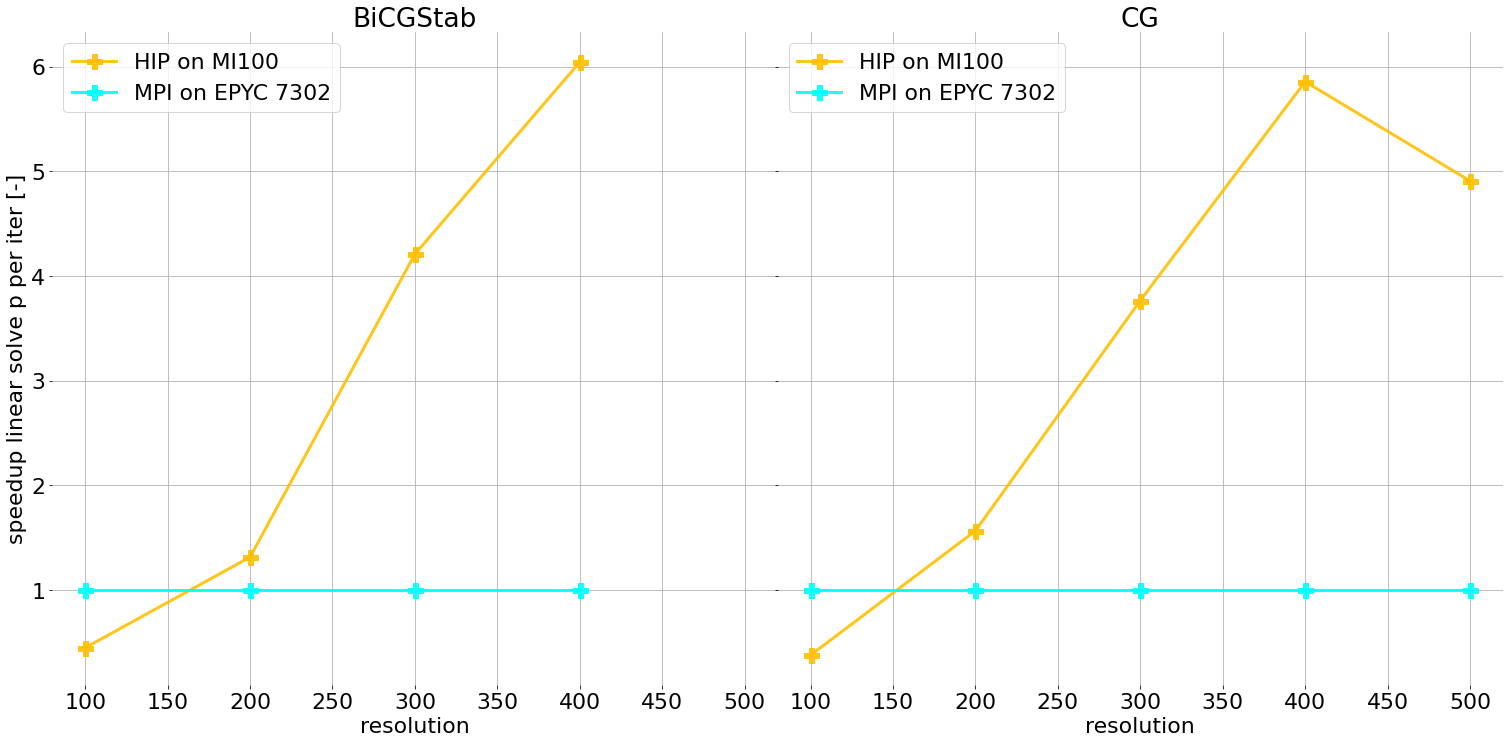 BiCGStab
HIP on MI100
MPI on EPYC 7302
speedup linear solve p per iter [-]
6
5
4
3
2
1
100 150 200 250 300 350 400 450 500
resolution
CG
HIP on MI100
MPI on EPYC 7302
100 150 200 250 300 350 400 450 500
resolution